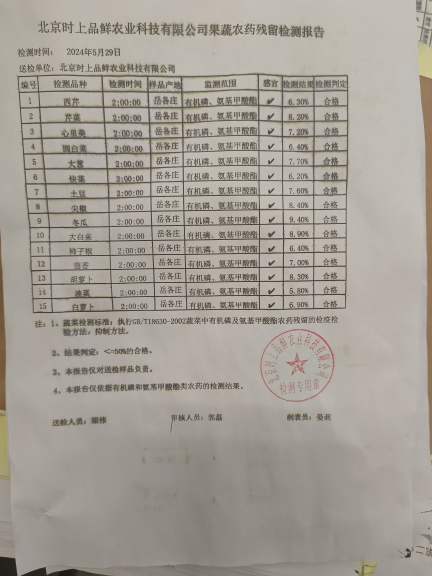 北京时上品鲜农业科技有限公司果蔬农药残留检测报告
检测时间： 2024年5月29日
送检单位：北京时上品鲜农业科技有限公司
编号 检测品种 检测时间 样品产地 监测范围 感官 检测结果 检测判定
1 西芹 2:00:00 岳各庄 有机磷、氨基甲酸酯 ✔ 6.30% 合格
2 芹菜 2:00:00 岳各庄 有机磷、氨基甲酸酯 ✔ 8.20% 合格
3 心里美 2:00:00 岳各庄 有机磷、氨基甲酸酯 ✔ 7.20% 合格
4 圆白菜 2:00:00 岳各庄 有机磷、氨基甲酸酯 ✔ 6.40% 合格
5 大葱 2:00:00 岳各庄 有机磷、氨基甲酸酯 ✔ 7.70% 合格
6 快菜 2:00:00 岳各庄 有机磷、氨基甲酸酯 ✔ 6.20% 合格
7 土豆 2:00:00 岳各庄 有机磷、氨基甲酸酯 ✔ 7.60% 合格
8 尖椒 2:00:00 岳各庄 有机磷、氨基甲酸酯 ✔ 8.40% 合格
9 冬瓜 2:00:00 岳各庄 有机磷、氨基甲酸酯 ✔ 9.40% 合格
10 大白菜 2:00:00 岳各庄 有机磷、氨基甲酸酯 ✔ 8.90% 合格
11 柿子椒 2:00:00 岳各庄 有机磷、氨基甲酸酯 ✔ 6.40% 合格
12 2:00:00 岳各庄 有机磷、氨基甲酸酯 ✔ 7.00% 合格
13 胡萝卜 2:00:00 岳各庄 有机磷、氨基甲酸酯 ✔ 8.30% 合格
14 2:00:00 岳各庄 有机磷、氨基甲酸酯 ✔ 5.80% 合格
15 白萝卜 2:00:00 岳各庄 有机磷、氨基甲酸酯 ✔ 6.90% 合格
注：1、蔬菜检测标准：执行GB/T18630-2002蔬菜中有机磷及氨基甲酸酯农药残留的检疫检
验方法，抑制方法。
2、结果判定：<=50%的合格。
3、本报告仅对送检样品负责。
4、本报告仅依据有机磷和氨基甲酸酯类农药的检测结果。
北京时上品鲜农业科技有限公司
检测专用章
送检人员： 审核人员：郭磊 制表员：